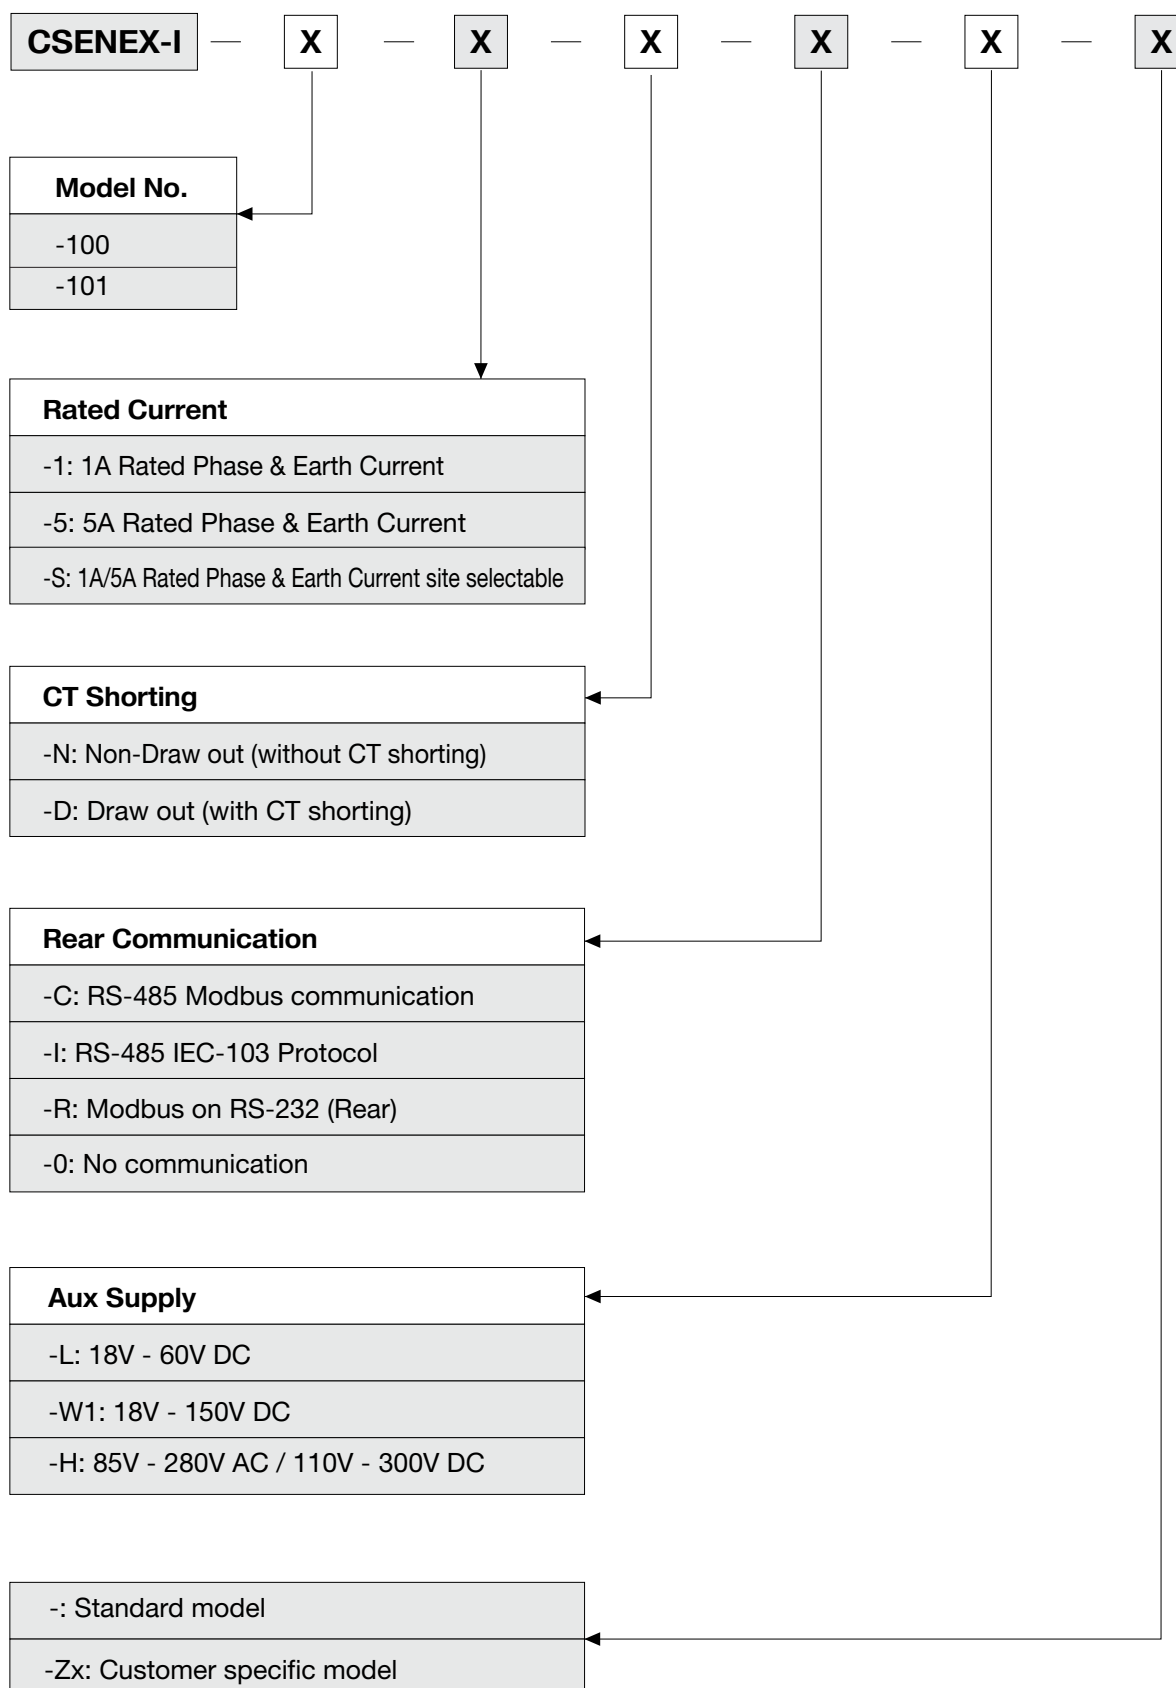 CSENEX-I — X — X — X — X — X — X
Model No.
-100
-101
Rated Current
-1: 1A Rated Phase & Earth Current
-5: 5A Rated Phase & Earth Current
-S: 1A/5A Rated Phase & Earth Current site selectable
CT Shorting
-N: Non-Draw out (without CT shorting)
-D: Draw out (with CT shorting)
Rear Communication
-C: RS-485 Modbus communication
-I: RS-485 IEC-103 Protocol
-R: Modbus on RS-232 (Rear)
-0: No communication
Aux Supply
-L: 18V - 60V DC
-W1: 18V - 150V DC
-H: 85V - 280V AC / 110V - 300V DC
-: Standard model
-Zx: Customer specific model